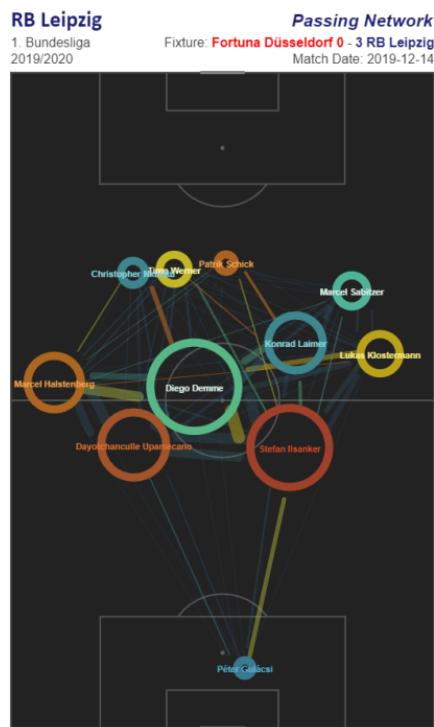 RB Leipzig
Passing Network
1. Bundesliga
Fixture: Fortuna Düsseldorf 0 - 3 RB Leipzig
2019/2020
Match Date: 2019-12-14
Patrik Schick
Christopher
Timo Werner
Marcel Sabitzer
Konrad Laimer
Lukas Klostermann
Marcel Halstenberg
Diego Demme
Dayotchanculle Upamecano
Stefan Ilsanker
Péter Gulácsi